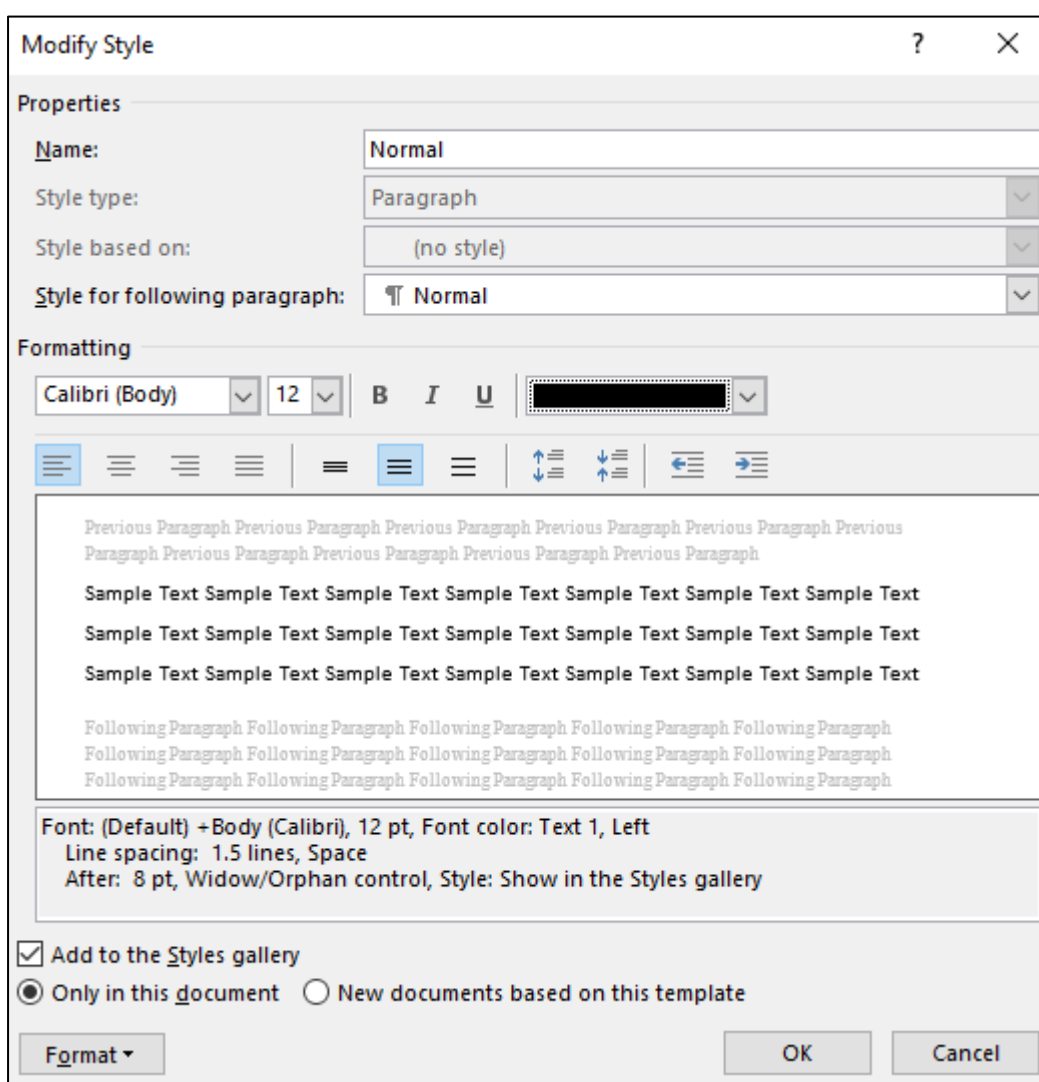 Modify Style ? ×
Properties
Name: Normal
Style type: Paragraph
Style based on: (no style)
Style for following paragraph: ¶ Normal
Formatting
Calibri (Body) 12 B I U
Previous Paragraph Previous Paragraph Previous Paragraph Previous Paragraph Previous Paragraph Previous
Paragraph Previous Paragraph Previous Paragraph Previous Paragraph Previous Paragraph
Sample Text Sample Text Sample Text Sample Text Sample Text Sample Text Sample Text
Sample Text Sample Text Sample Text Sample Text Sample Text Sample Text Sample Text
Sample Text Sample Text Sample Text Sample Text Sample Text Sample Text Sample Text
Following Paragraph Following Paragraph Following Paragraph Following Paragraph Following Paragraph
Following Paragraph Following Paragraph Following Paragraph Following Paragraph Following Paragraph
Following Paragraph Following Paragraph Following Paragraph Following Paragraph Following Paragraph
Font: (Default) +Body (Calibri), 12 pt, Font color: Text 1, Left
Line spacing: 1.5 lines, Space
After: 8 pt, Widow/Orphan control, Style: Show in the Styles gallery
Add to the Styles gallery
Only in this document New documents based on this template
Format OK Cancel